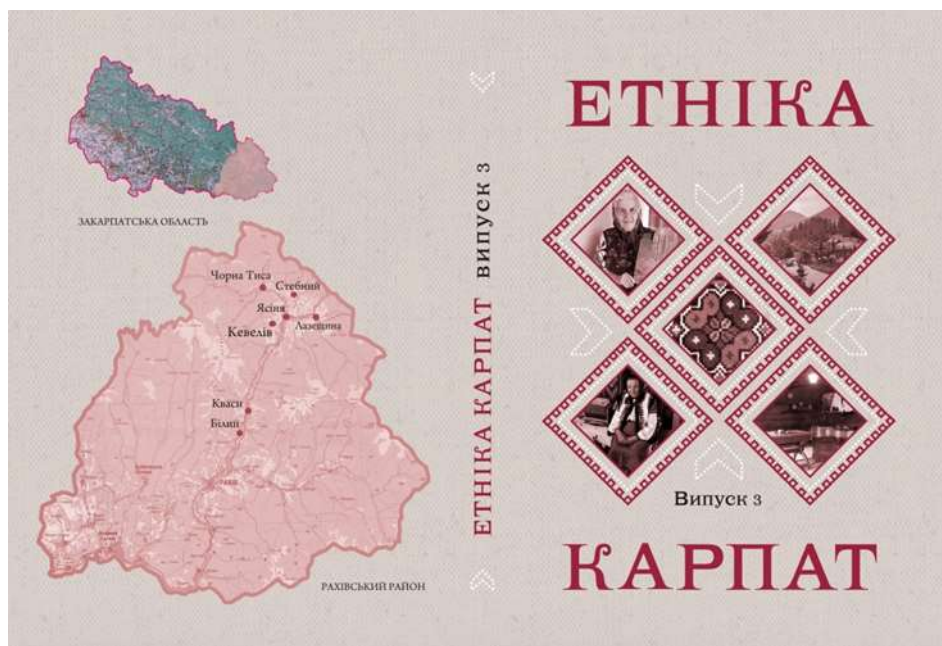 ЗАКАРПАТСЬКА ОБЛАСТЬ
Чорна Тиса
Стебний
Ясіня
Лазещина
Кевелів
Кваси
Білин
РАХІВСЬКИЙ РАЙОН
ЕТНІКА КАРПАТ ВИПУСК 3
ЕТНІКА
Випуск 3
КАРПАТ